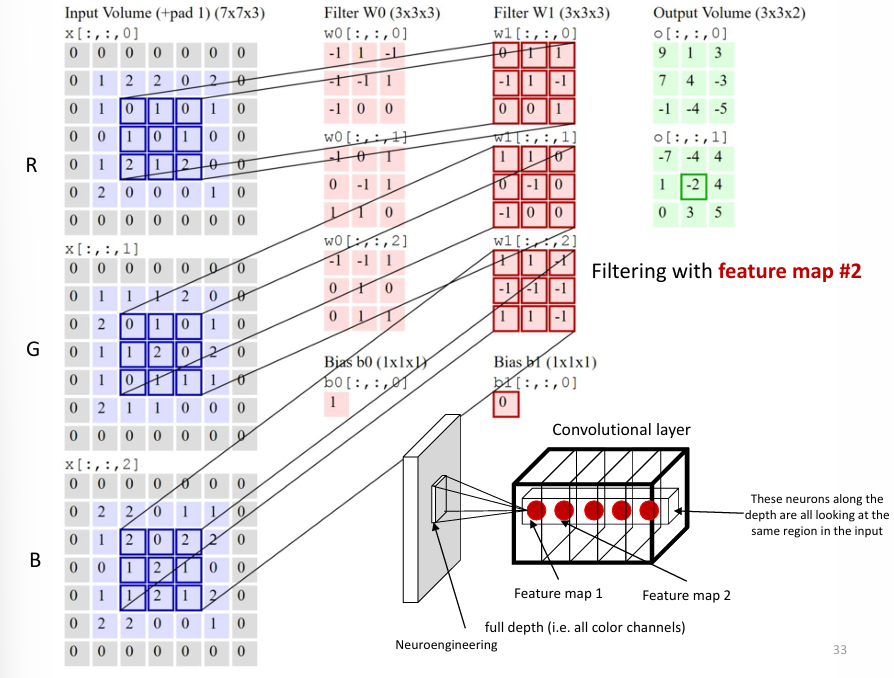 Input Volume (+pad 1) (7x7x3)
x[:,:,0]
0 0 0 0 0 0 0
0 1 2 2 0 2 0
0 1 0 1 0 1 0
0 0 1 0 1 0 0
0 1 2 1 2 0 0
0 2 0 0 0 1 0
0 0 0 0 0 0 0
R
x[:,:,1]
0 0 0 0 0 0 0
0 1 1 1 2 0 0
0 2 0 1 0 1 0
0 1 1 2 0 2 0
0 1 0 1 1 1 0
0 2 1 1 0 0 0
0 0 0 0 0 0 0
G
x[:,:,2]
0 0 0 0 0 0 0
0 2 2 0 1 1 0
0 1 2 0 2 2 0
0 0 1 2 1 0 0
0 1 1 2 1 2 0
0 2 2 0 0 1 0
0 0 0 0 0 0 0
B
Filter W0 (3x3x3)
w0[:,:,0]
-1 1 -1
-1 -1 1
-1 0 0
w0[:,:,1]
-1 0 1
0 -1 1
1 1 0
w0[:,:,2]
-1 -1 1
0 1 0
0 1 1
Bias b0 (1x1x1)
b0[:,:,0]
1
Filter W1 (3x3x3)
w1[:,:,0]
0 1 1
-1 1 -1
0 0 1
w1[:,:,1]
1 1 0
0 -1 0
-1 0 0
w1[:,:,2]
1 1 -1
-1 -1 -1
1 1 -1
Bias b1 (1x1x1)
b1[:,:,0]
0
Output Volume (3x3x2)
o[:,:,0]
9 1 3
7 4 -3
-1 -4 -5
o[:,:,1]
-7 -4 4
1 -2 4
0 3 5
Filtering with feature map #2
Convolutional layer
These neurons along the
depth are all looking at the
same region in the input
Feature map 1
Feature map 2
full depth (i.e. all color channels)
Neuroengineering
33